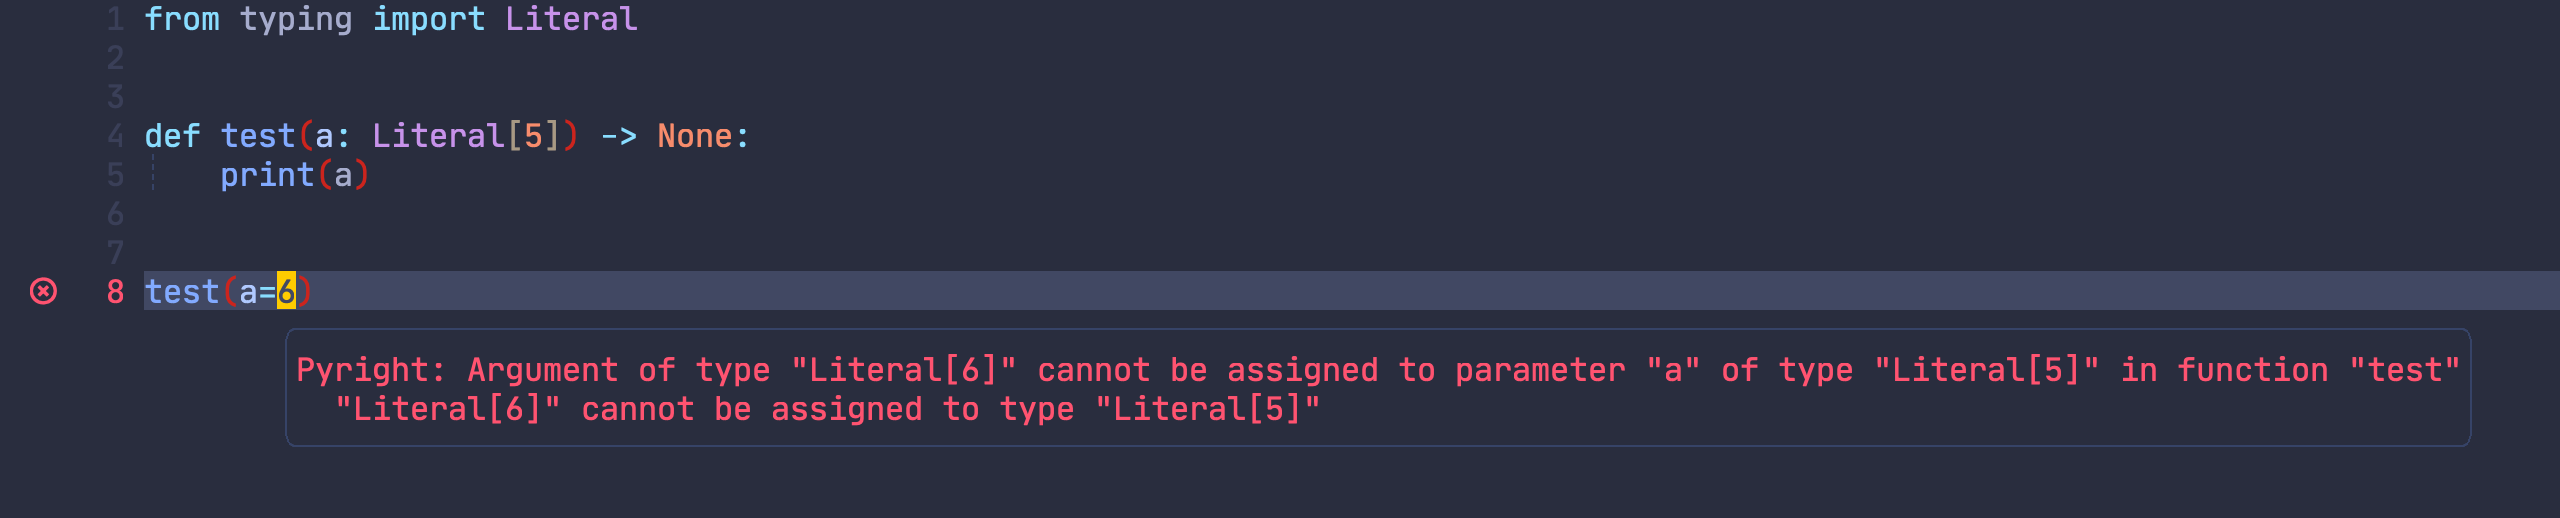 1 from typing import Literal
2
3
4 def test(a: Literal[5]) -> None:
5     print(a)
6
7
8 test(a=6)
Pyright: Argument of type "Literal[6]" cannot be assigned to parameter "a" of type "Literal[5]" in function "test"
  "Literal[6]" cannot be assigned to type "Literal[5]"